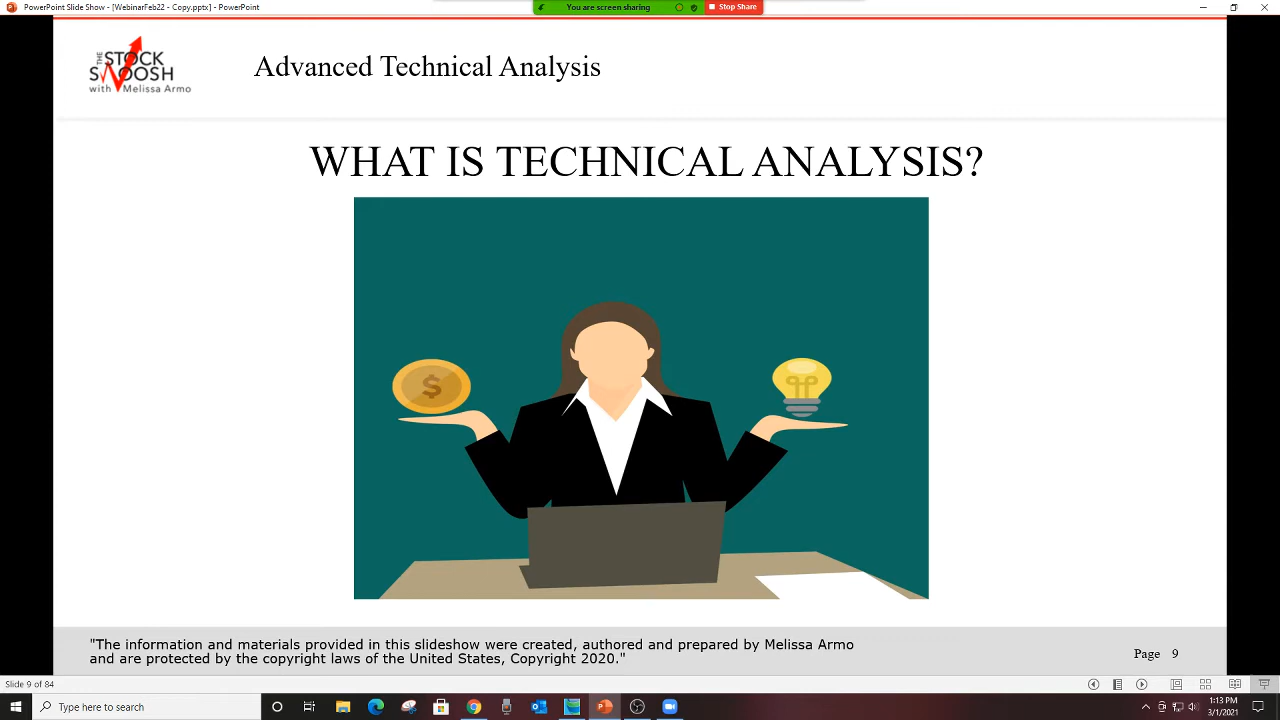 PowerPoint Slide Show - [WebinarFeb22 - Copy.pptx] - PowerPoint
You are screen sharing
Stop Share
THE
STOCK
SWOOSH
with Melissa Armo
Advanced Technical Analysis
WHAT IS TECHNICAL ANALYSIS?
$
"The information and materials provided in this slideshow were created, authored and prepared by Melissa Armo
and are protected by the copyright laws of the United States, Copyright 2020."
Page 9
Slide 9 of 84
Type here to search
1:13 PM
3/1/2021